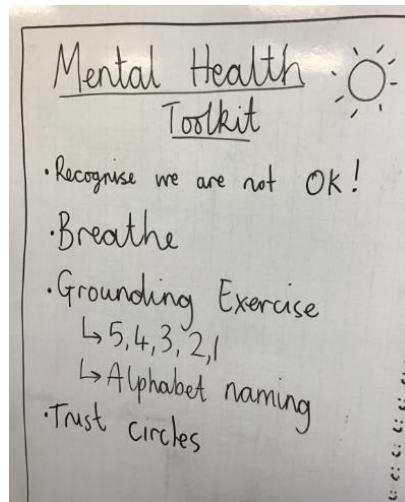 Mental Health
Toolkit
·Recognise we are not OK!
·Breathe
·Grounding Exercise
↳5,4,3,2,1
↳Alphabet naming
·Trust circles